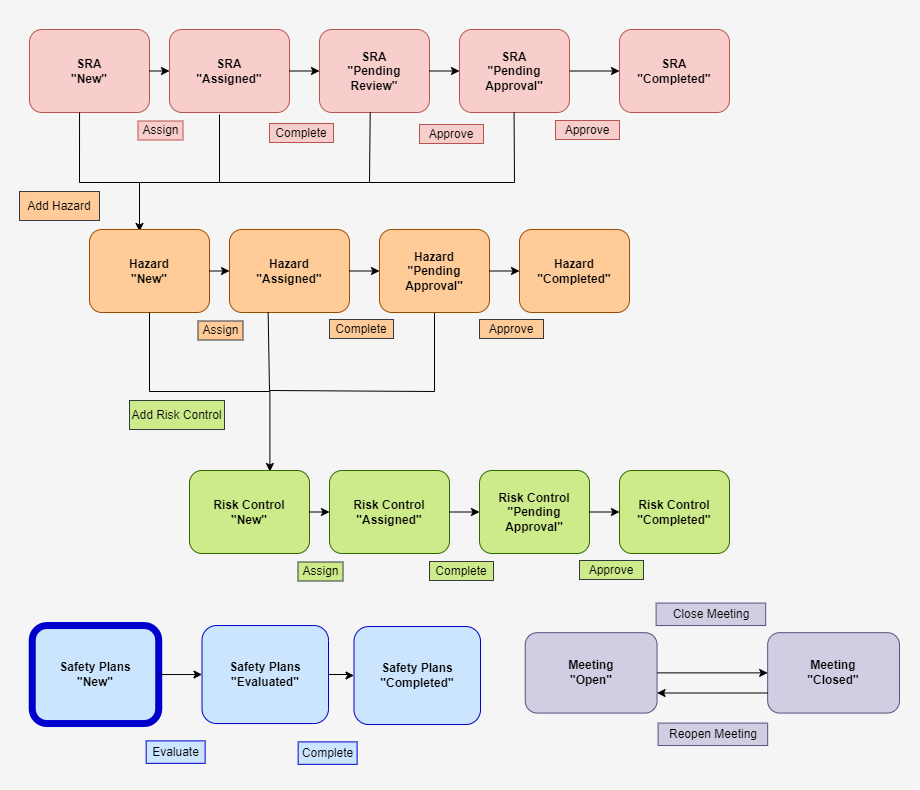 SRA
"New"
SRA
"Assigned"
SRA
"Pending
Review"
SRA
"Pending
Approval"
SRA
"Completed"
Assign
Complete
Approve
Approve
Add Hazard
Hazard
"New"
Hazard
"Assigned"
Hazard
"Pending
Approval"
Hazard
"Completed"
Assign
Complete
Approve
Add Risk Control
Risk Control
"New"
Risk Control
"Assigned"
Risk Control
"Pending
Approval"
Risk Control
"Completed"
Assign
Complete
Approve
Safety Plans
"New"
Safety Plans
"Evaluated"
Safety Plans
"Completed"
Evaluate
Complete
Close Meeting
Meeting
"Open"
Meeting
"Closed"
Reopen Meeting